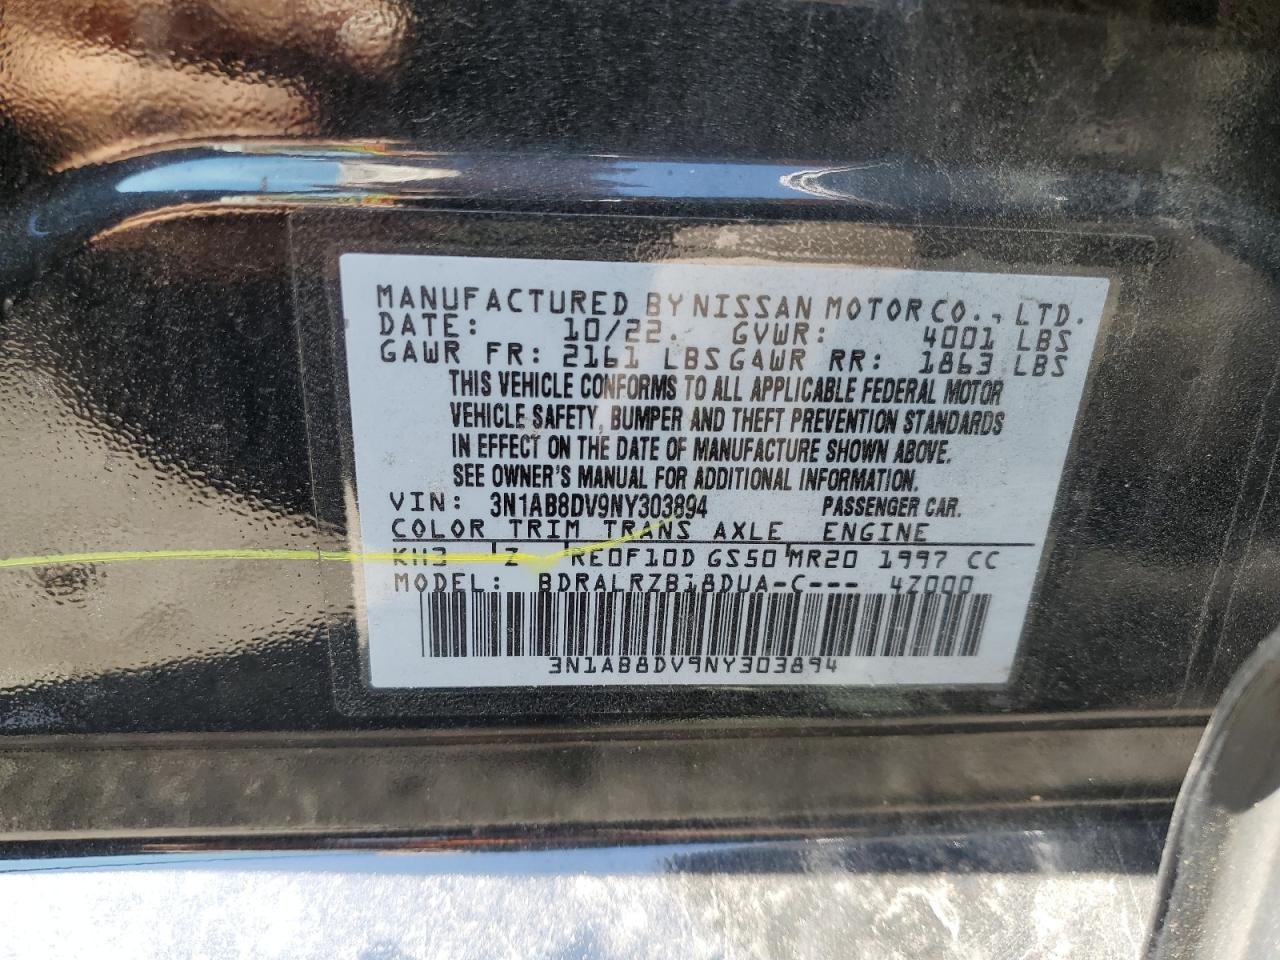 MANUFACTURED BY NISSAN MOTOR CO., LTD.
DATE: 10/22. GVWR: 4001 LBS
GAWR FR: 2161 LBS GAWR RR: 1863 LBS
THIS VEHICLE CONFORMS TO ALL APPLICABLE FEDERAL MOTOR
VEHICLE SAFETY, BUMPER AND THEFT PREVENTION STANDARDS
IN EFFECT ON THE DATE OF MANUFACTURE SHOWN ABOVE.
SEE OWNER'S MANUAL FOR ADDITIONAL INFORMATION.
VIN: 3N1AB8DV9NY303894 PASSENGER CAR.
COLOR TRIM TRANS AXLE ENGINE
KH3 Z RE0F10D GS50 MR20 1997 CC
MODEL: BDRALRZB18DUA-C--- 4Z000
3N1AB8DV9NY303894